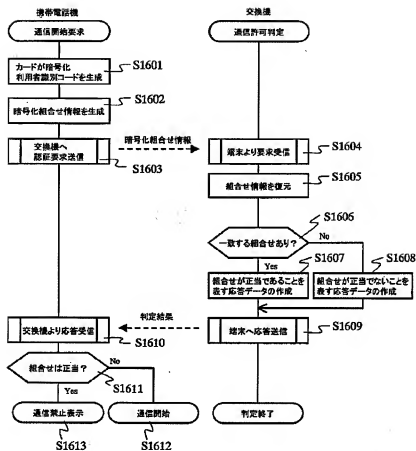 携帯電話機
交換機
通信開始要求
通信許可判定
カードが暗号化
利用者識別コードを生成
S1601
暗号化組合せ情報を生成
S1602
交換機へ
認証要求送信
S1603
暗号化組合せ情報
端末より要求受信
S1604
組合せ情報を復元
S1605
一致する組合せあり?
S1606
No
Yes
S1607
S1608
組合せが正当であることを
表す応答データの作成
組合せが正当でないことを
表す応答データの作成
判定結果
交換機より応答受信
S1610
端末へ応答送信
S1609
組合せは正当?
No
S1611
Yes
通信禁止表示
通信開始
判定終了
S1613
S1612